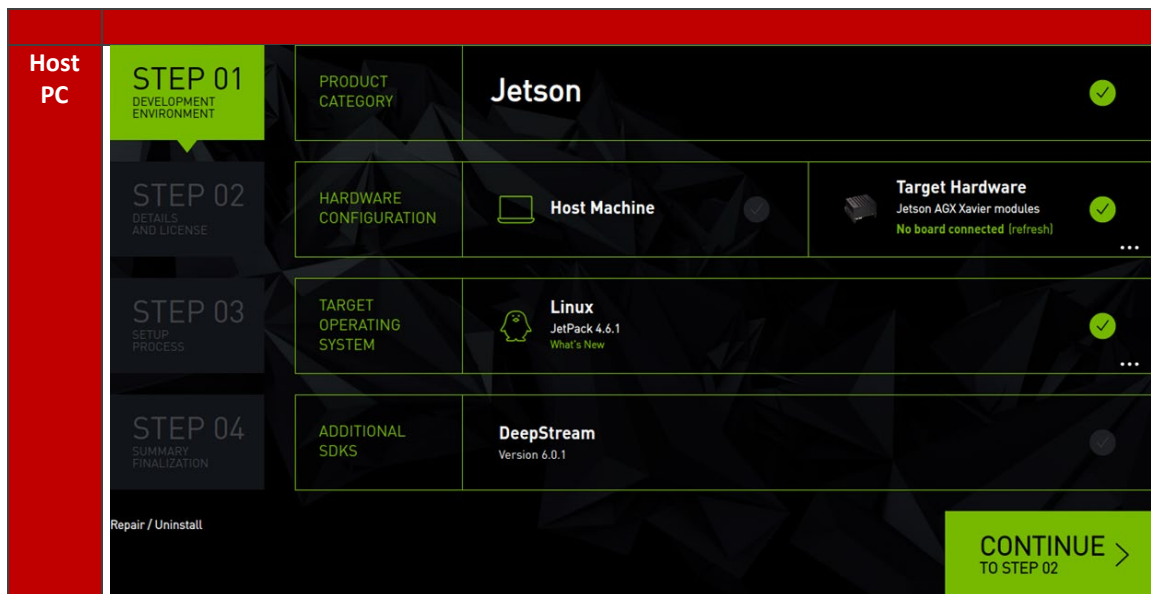 Host
PC
STEP 01
DEVELOPMENT
ENVIRONMENT
PRODUCT
CATEGORY
Jetson
STEP 02
DETAILS
AND LICENSE
HARDWARE
CONFIGURATION
Host Machine
Target Hardware
Jetson AGX Xavier modules
No board connected (refresh)
...
STEP 03
SETUP
PROCESS
TARGET
OPERATING
SYSTEM
Linux
JetPack 4.6.1
What's New
...
STEP 04
SUMMARY
FINALIZATION
ADDITIONAL
SDKS
DeepStream
Version 6.0.1
Repair / Uninstall
CONTINUE >
TO STEP 02